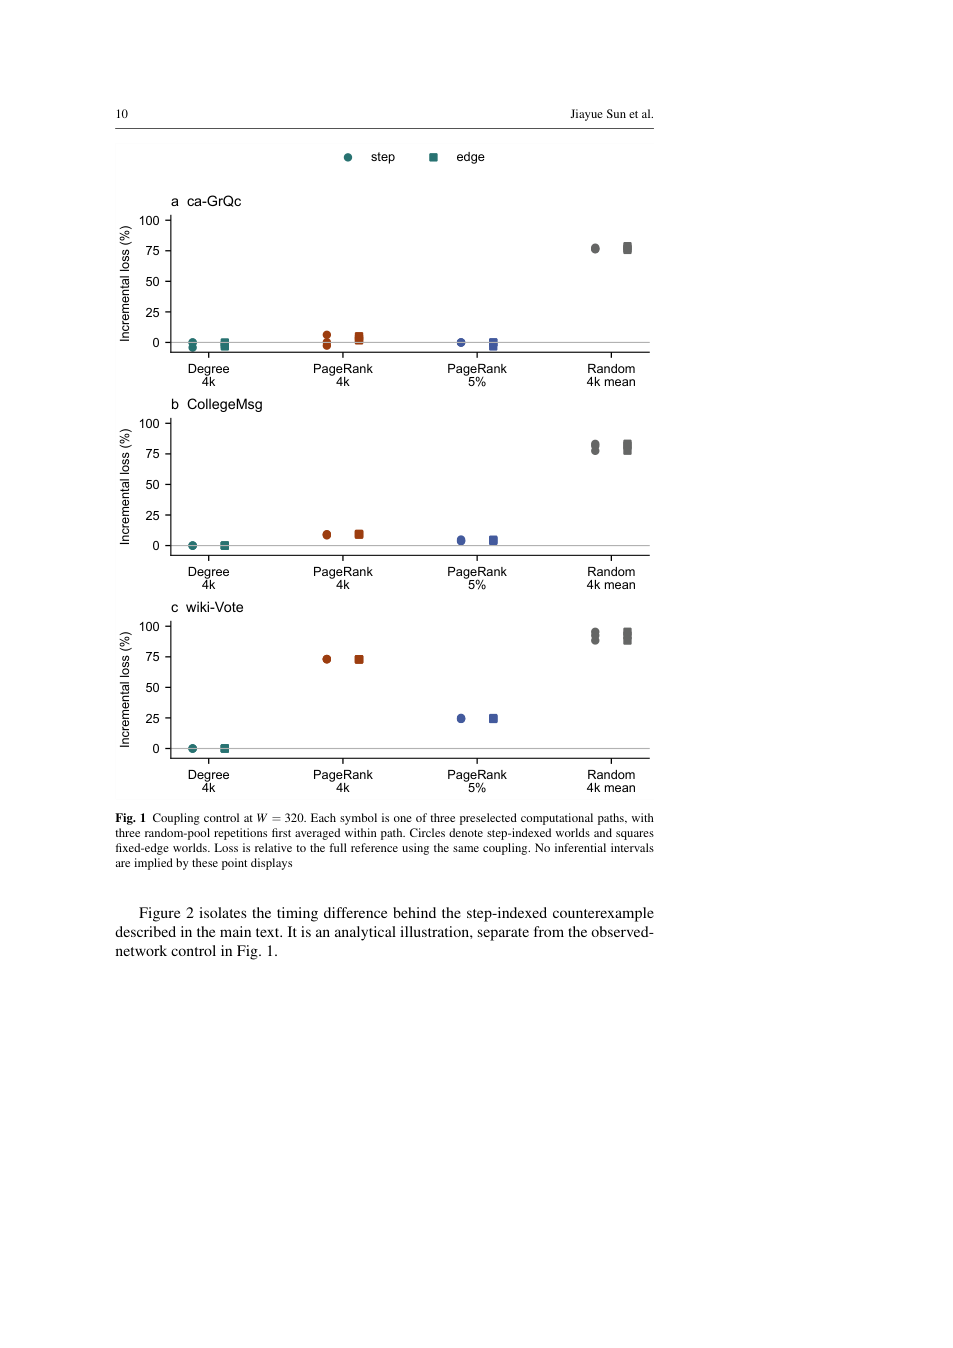 10
Jiayue Sun et al.
step
edge
a ca-GrQc
Incremental loss (%)
100
75
50
25
0
Degree
4k
PageRank
4k
PageRank
5%
Random
4k mean
b CollegeMsg
Incremental loss (%)
100
75
50
25
0
Degree
4k
PageRank
4k
PageRank
5%
Random
4k mean
c wiki-Vote
Incremental loss (%)
100
75
50
25
0
Degree
4k
PageRank
4k
PageRank
5%
Random
4k mean
Fig. 1 Coupling control at W = 320. Each symbol is one of three preselected computational paths, with
three random-pool repetitions first averaged within path. Circles denote step-indexed worlds and squares
fixed-edge worlds. Loss is relative to the full reference using the same coupling. No inferential intervals
are implied by these point displays
Figure 2 isolates the timing difference behind the step-indexed counterexample
described in the main text. It is an analytical illustration, separate from the observed-
network control in Fig. 1.